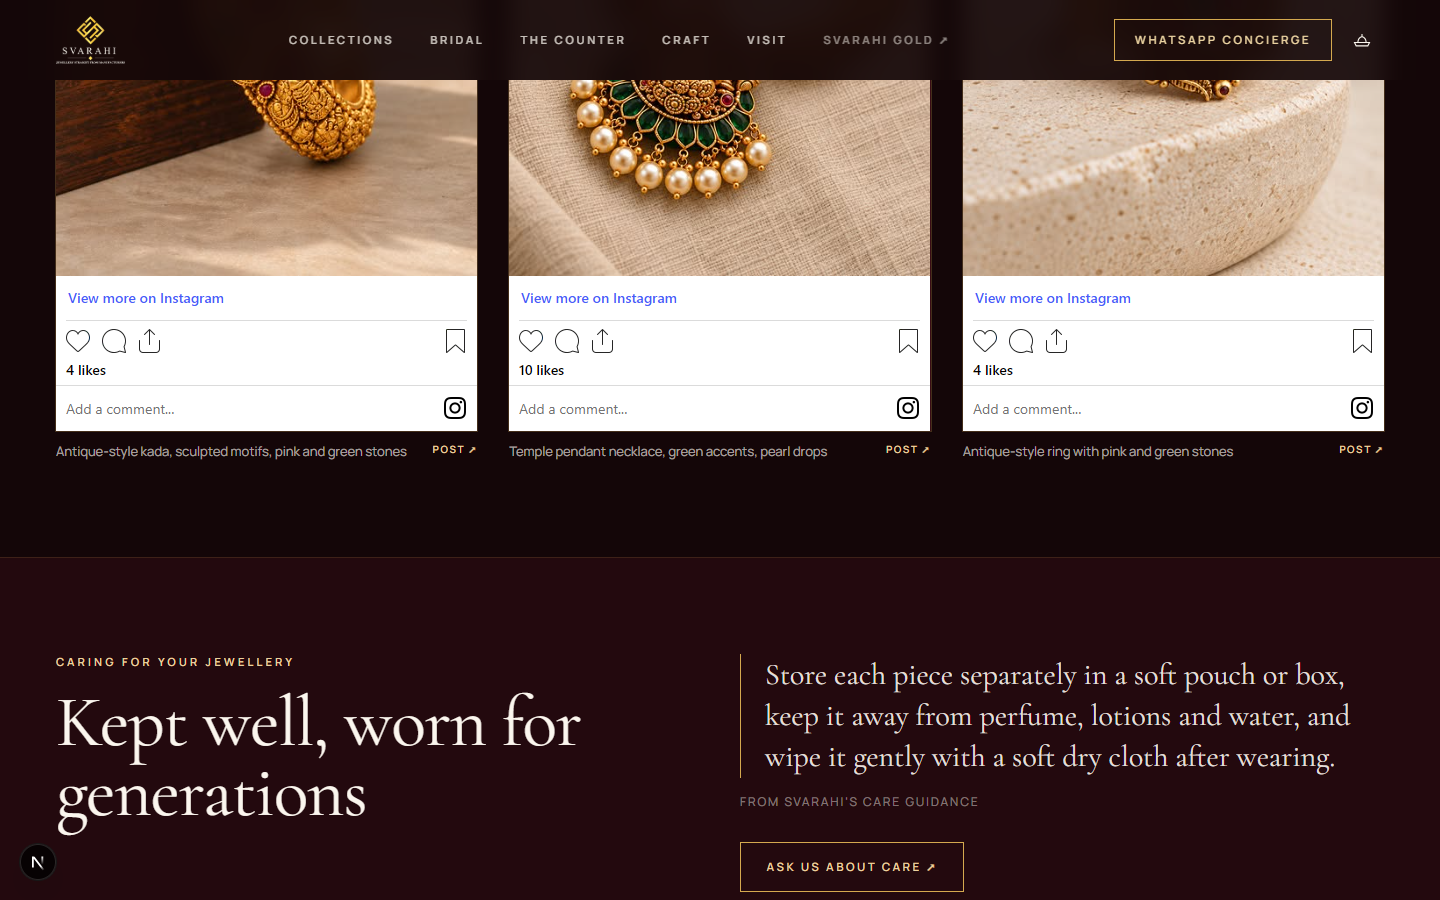 SVARAHI
JEWELLERY STRAIGHT FROM MANUFACTURERS
COLLECTIONS
BRIDAL
THE COUNTER
CRAFT
VISIT
SVARAHI GOLD ↗
WHATSAPP CONCIERGE
View more on Instagram
4 likes
Add a comment...
Antique-style kada, sculpted motifs, pink and green stones
POST ↗
View more on Instagram
10 likes
Add a comment...
Temple pendant necklace, green accents, pearl drops
POST ↗
View more on Instagram
4 likes
Add a comment...
Antique-style ring with pink and green stones
POST ↗
CARING FOR YOUR JEWELLERY
Kept well, worn for
generations
Store each piece separately in a soft pouch or box,
keep it away from perfume, lotions and water, and
wipe it gently with a soft dry cloth after wearing.
FROM SVARAHI'S CARE GUIDANCE
ASK US ABOUT CARE ↗
N